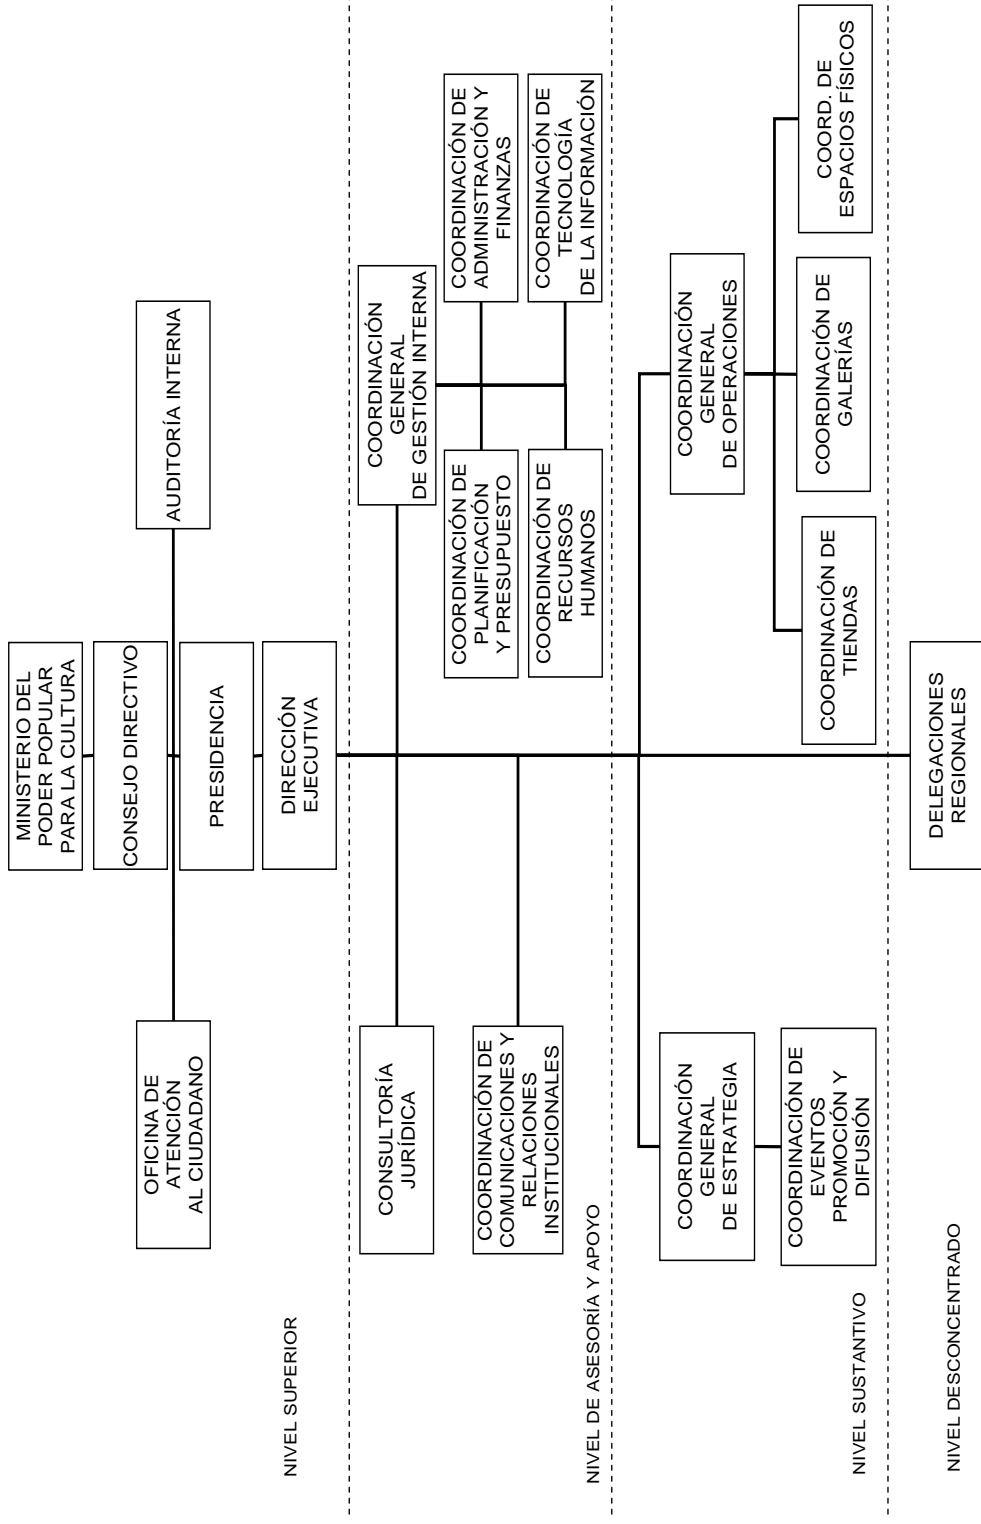 MINISTERIO DEL
PODER POPULAR
PARA LA CULTURA
CONSEJO DIRECTIVO
OFICINA DE
ATENCIÓN
AL CIUDADANO
AUDITORÍA INTERNA
PRESIDENCIA
DIRECCIÓN
EJECUTIVA
NIVEL SUPERIOR
CONSULTORÍA
JURÍDICA
COORDINACIÓN
GENERAL
DE GESTIÓN INTERNA
COORDINACIÓN DE
PLANIFICACIÓN
Y PRESUPUESTO
COORDINACIÓN DE
ADMINISTRACIÓN Y
FINANZAS
COORDINACIÓN DE
COMUNICACIONES Y
RELACIONES
INSTITUCIONALES
COORDINACIÓN DE
RECURSOS
HUMANOS
COORDINACIÓN DE
TECNOLOGÍA
DE LA INFORMACIÓN
NIVEL DE ASESORÍA Y APOYO
COORDINACIÓN
GENERAL
DE ESTRATEGIA
COORDINACIÓN
GENERAL
DE OPERACIONES
COORDINACIÓN DE
EVENTOS
PROMOCIÓN Y
DIFUSIÓN
COORDINACIÓN DE
TIENDAS
COORDINACIÓN DE
GALERÍAS
COORD. DE
ESPACIOS FÍSICOS
NIVEL SUSTANTIVO
DELEGACIONES
REGIONALES
NIVEL DESCONCENTRADO